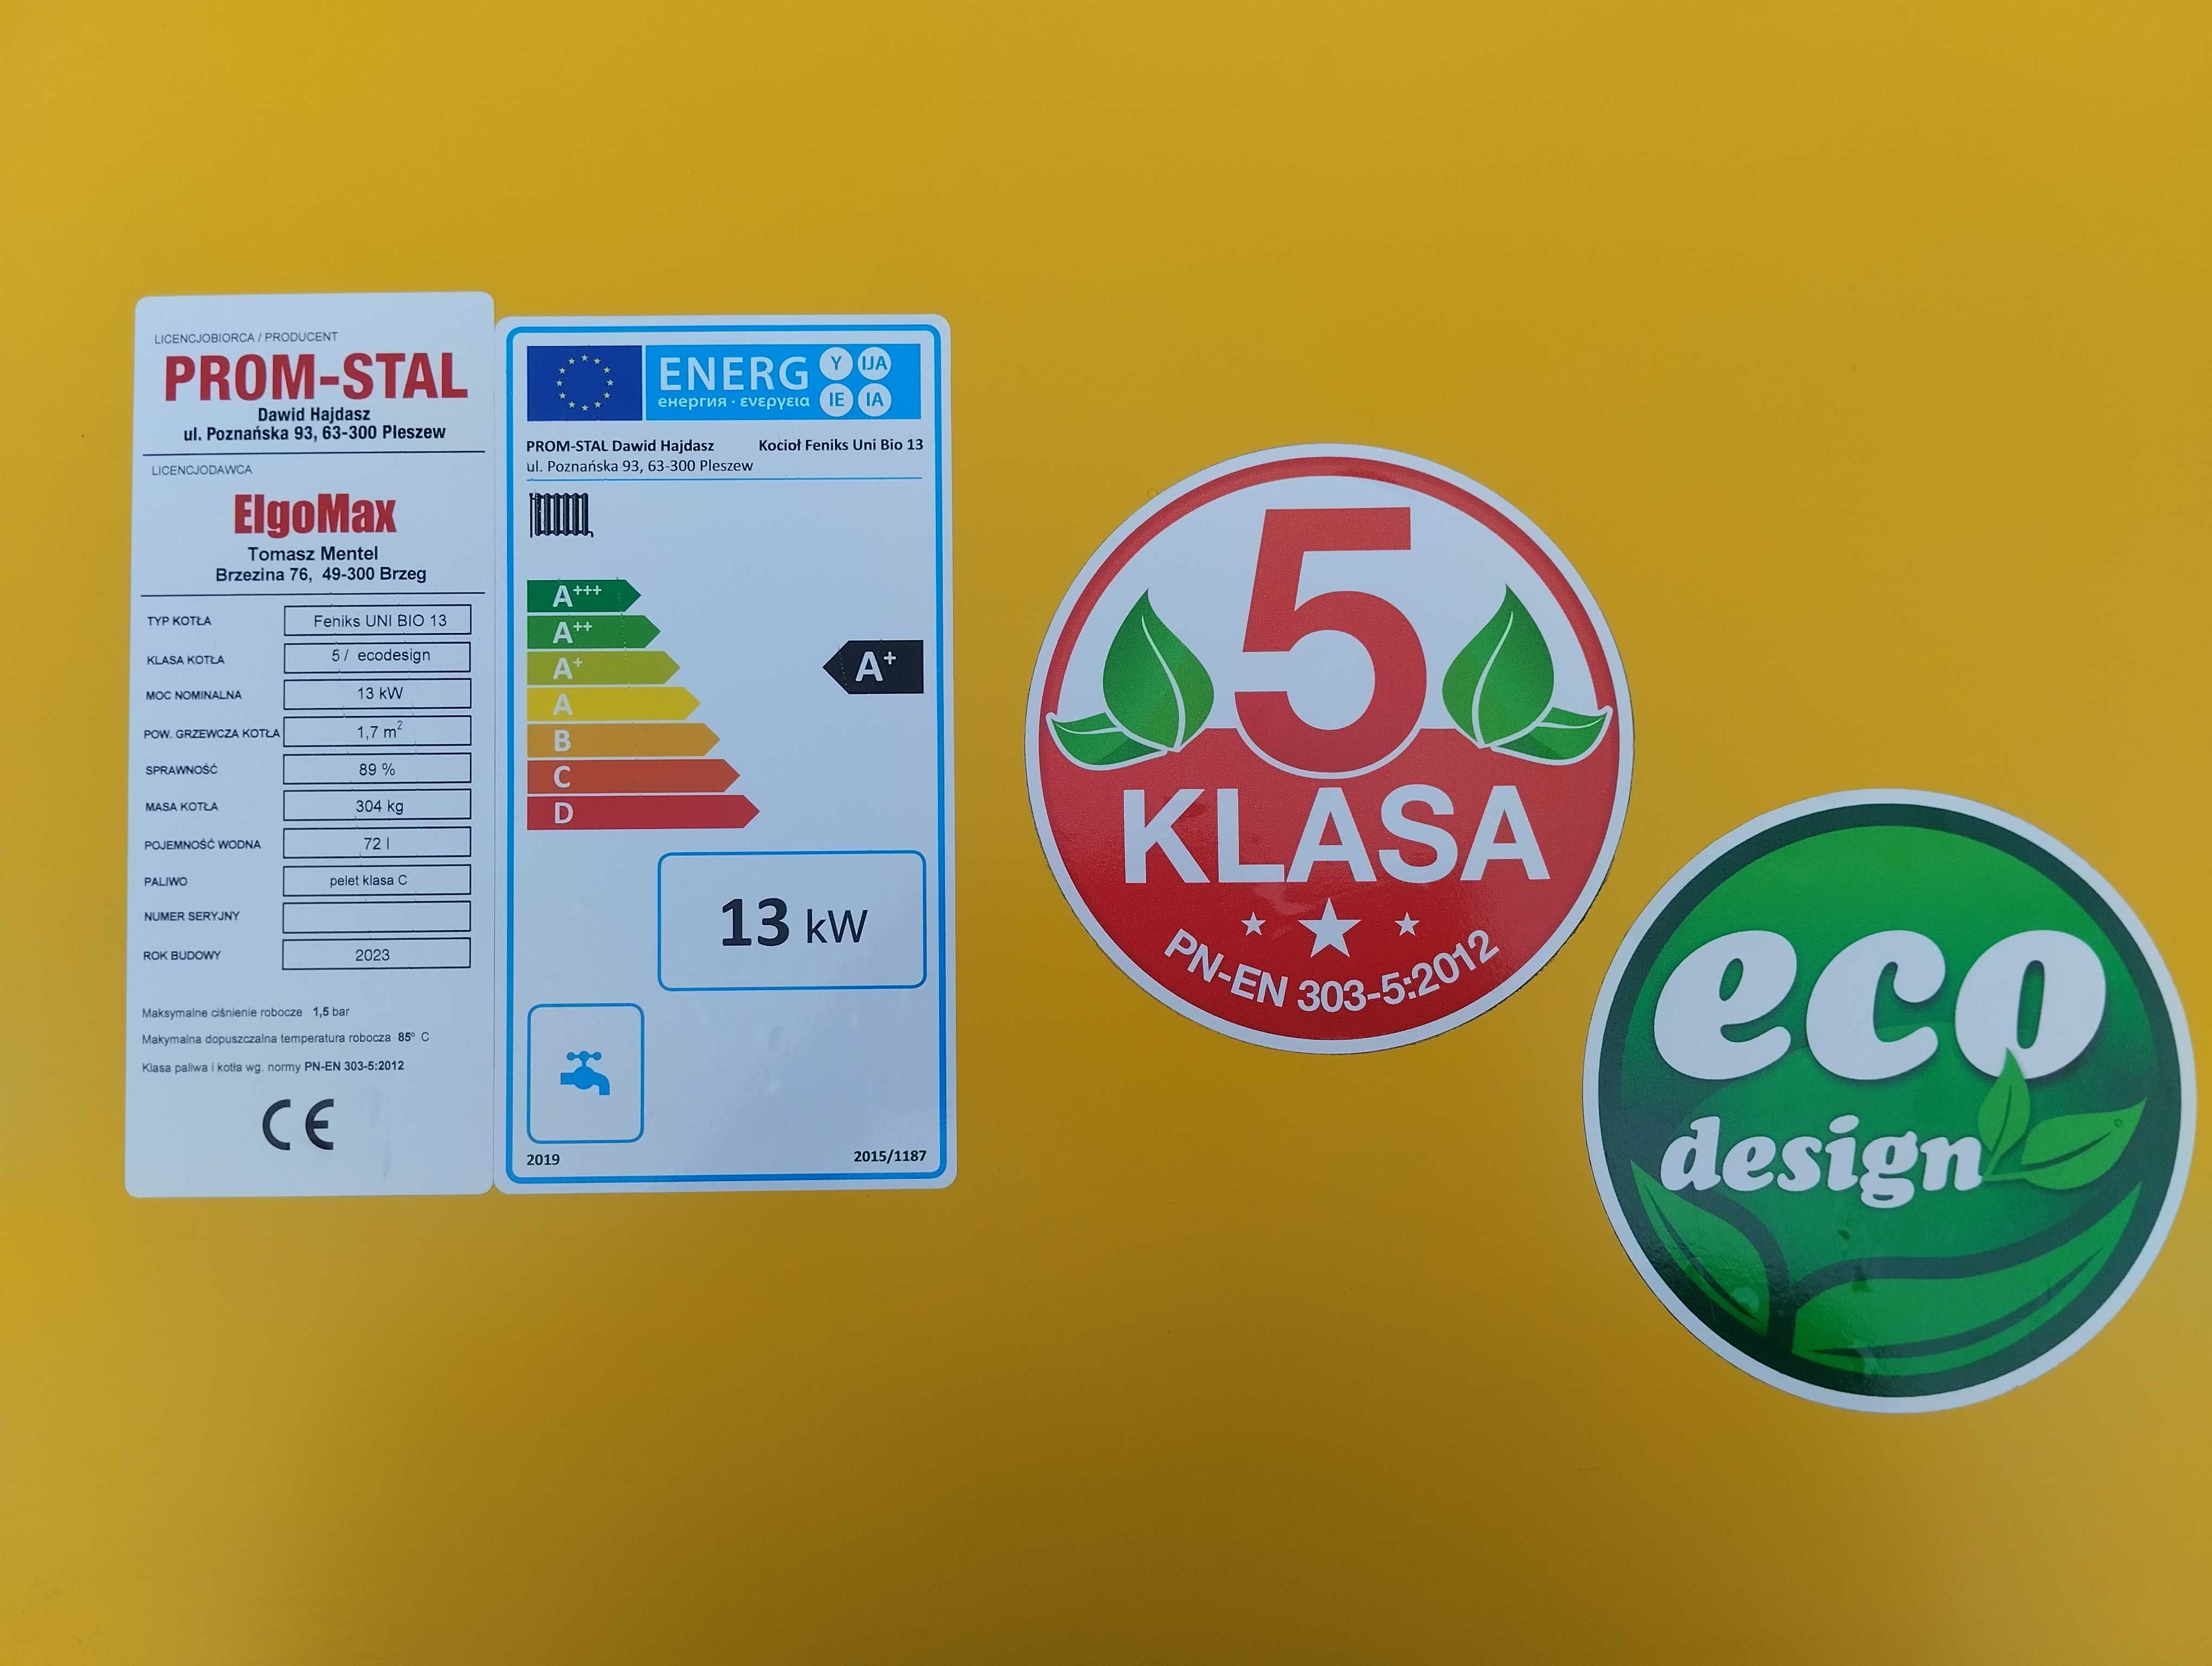 LICENCJOBIORCA / PRODUCENT
PROM-STAL
Dawid Hajdasz
ul. Poznańska 93, 63-300 Pleszew
LICENCJODAWCA
ElgoMax
Tomasz Mentel
Brzezina 76, 49-300 Brzeg
TYP KOTŁA Feniks UNI BIO 13
KLASA KOTŁA 5 / ecodesign
MOC NOMINALNA 13 kW
POW. GRZEWCZA KOTŁA 1,7 m²
SPRAWNOŚĆ 89 %
MASA KOTŁA 304 kg
POJEMNOŚĆ WODNA 72 l
PALIWO pelet klasa C
NUMER SERYJNY
ROK BUDOWY 2023
Maksymalne ciśnienie robocze 1,5 bar
Makymalna dopuszczalna temperatura robocza 85° C
Klasa paliwa i kotła wg. normy PN-EN 303-5:2012
CE
ENERG Y IJA
енергия · ενεργεια IE IA
PROM-STAL Dawid Hajdasz Kocioł Feniks Uni Bio 13
ul. Poznańska 93, 63-300 Pleszew
A+++
A++
A+ A+
A
B
C
D
13 kW
2019 2015/1187
5
KLASA
PN-EN 303-5:2012
eco
design